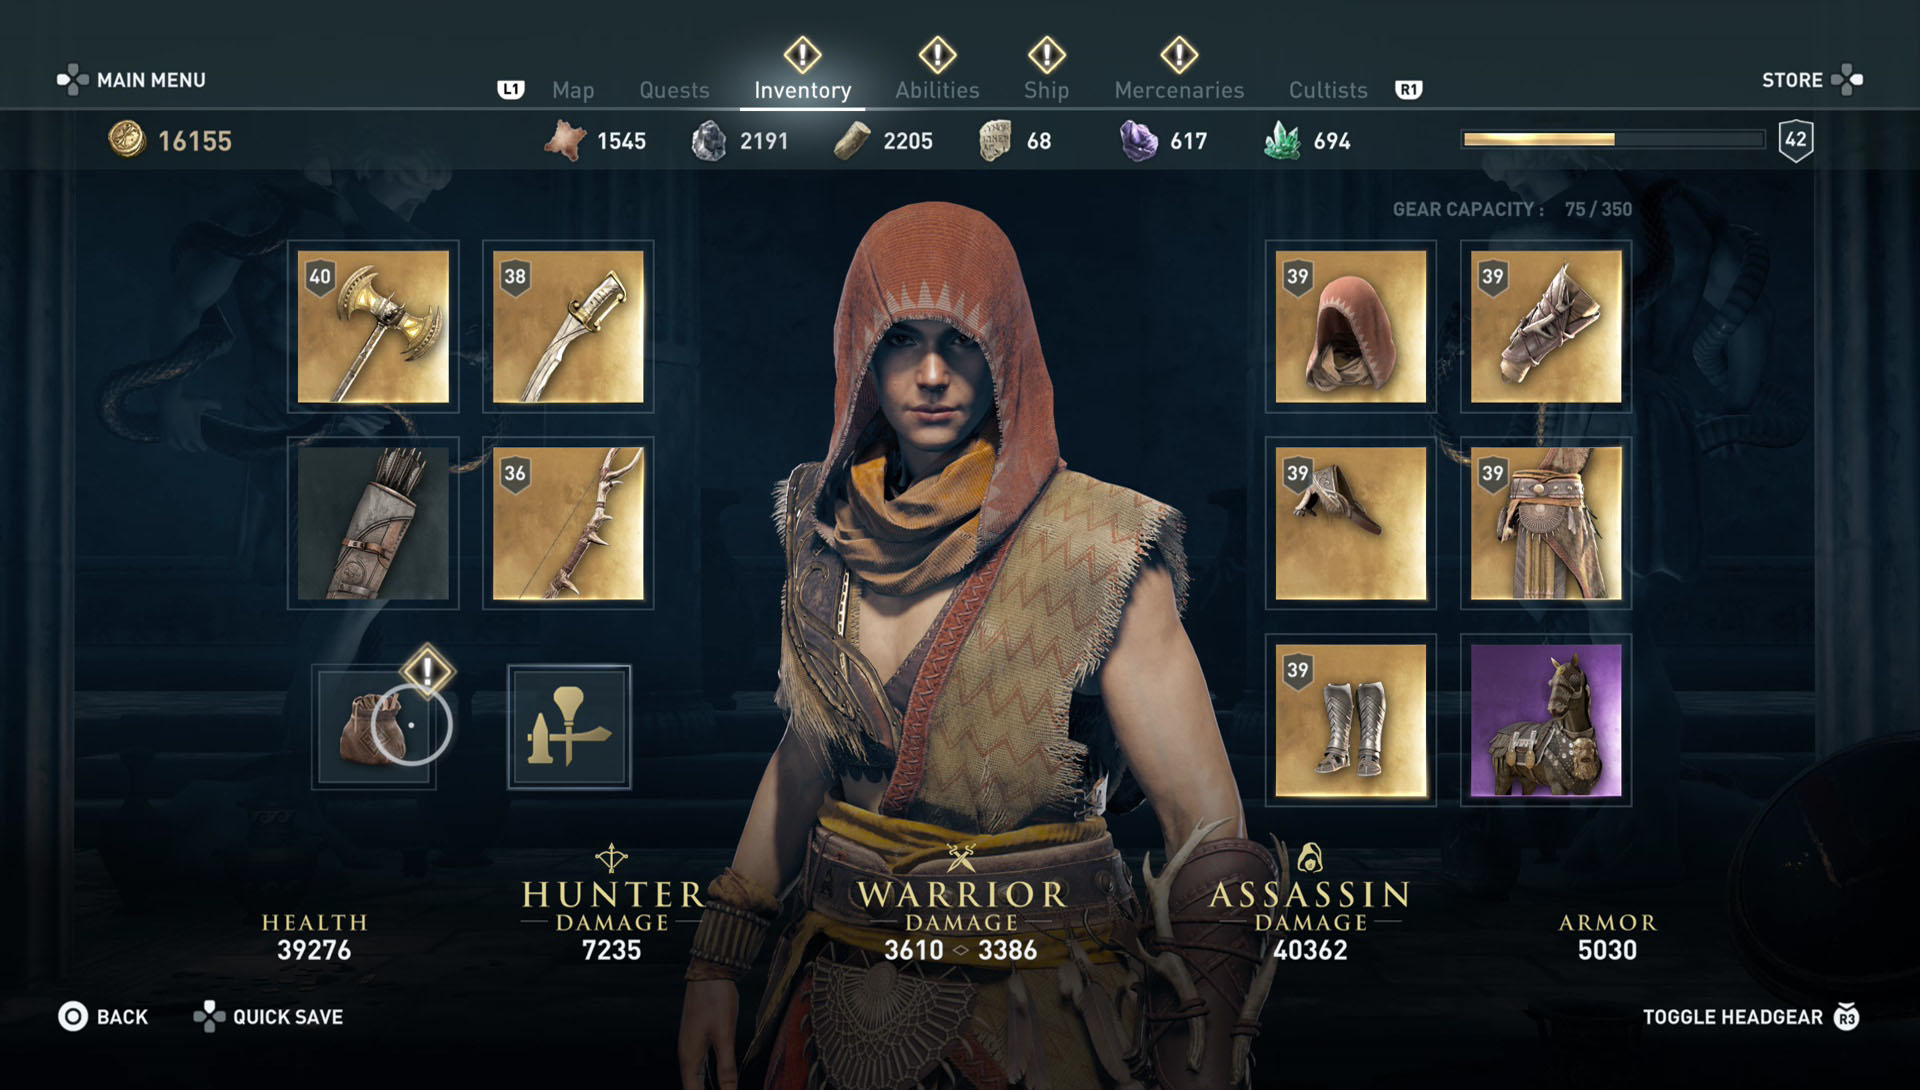 MAIN MENU
L1 Map Quests Inventory Abilities Ship Mercenaries Cultists R1
STORE
16155
1545 2191 2205 68 617 694
42
GEAR CAPACITY : 75 / 350
40 38
39 39
36
39 39
39
HUNTER WARRIOR ASSASSIN
HEALTH DAMAGE DAMAGE DAMAGE ARMOR
39276 7235 3610 3386 40362 5030
BACK QUICK SAVE
TOGGLE HEADGEAR R3